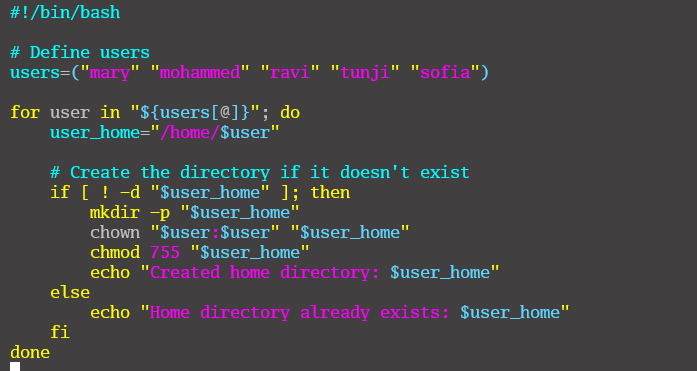 #!/bin/bash

# Define users
users=("mary" "mohammed" "ravi" "tunji" "sofia")

for user in "${users[@]}"; do
    user_home="/home/$user"

    # Create the directory if it doesn't exist
    if [ ! -d "$user_home" ]; then
        mkdir -p "$user_home"
        chown "$user:$user" "$user_home"
        chmod 755 "$user_home"
        echo "Created home directory: $user_home"
    else
        echo "Home directory already exists: $user_home"
    fi
done